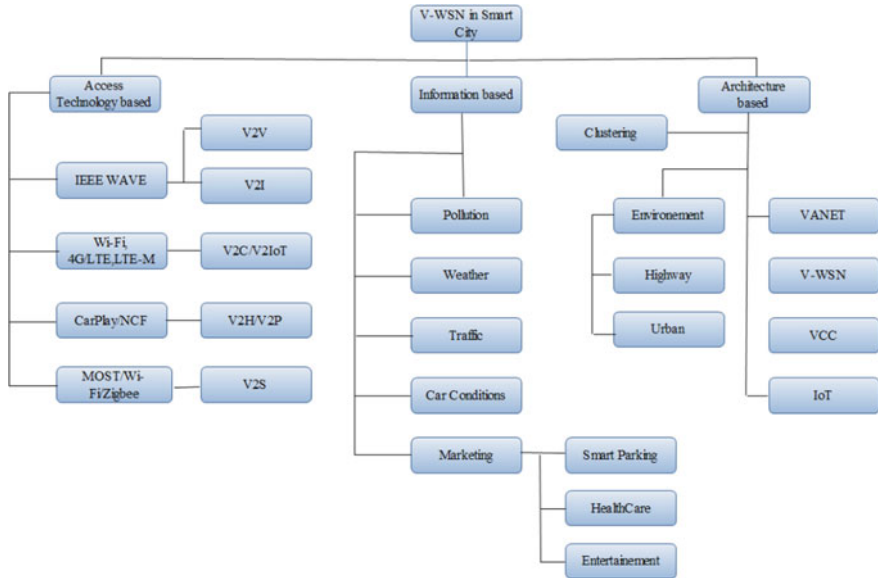 V-WSN in Smart
City
Access
Technology based
Information based
Architecture
based
V2V
Clustering
IEEE WAVE
V2I
Pollution
Environement
VANET
Wi-Fi,
4G/LTE,LTE-M
V2C/V2IoT
Weather
Highway
V-WSN
CarPlay/NCF
V2H/V2P
Traffic
Urban
VCC
MOST/Wi-
Fi/Zigbee
V2S
Car Conditions
IoT
Marketing
Smart Parking
HealthCare
Entertainement